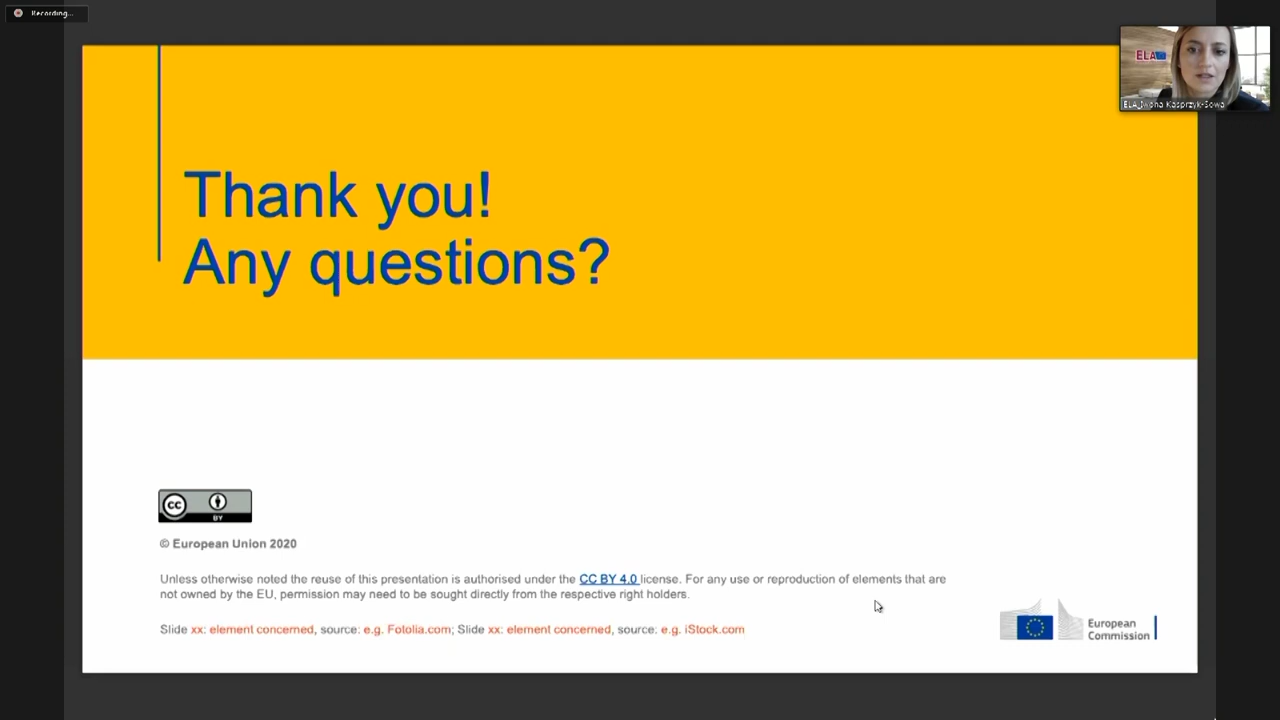 Recording...
ELA
ELA_Iwona Kasprzyk-Sowa
Thank you!
Any questions?
cc
BY
© European Union 2020
Unless otherwise noted the reuse of this presentation is authorised under the CC BY 4.0 license. For any use or reproduction of elements that are
not owned by the EU, permission may need to be sought directly from the respective right holders.
Slide xx: element concerned, source: e.g. Fotolia.com; Slide xx: element concerned, source: e.g. iStock.com
European
Commission